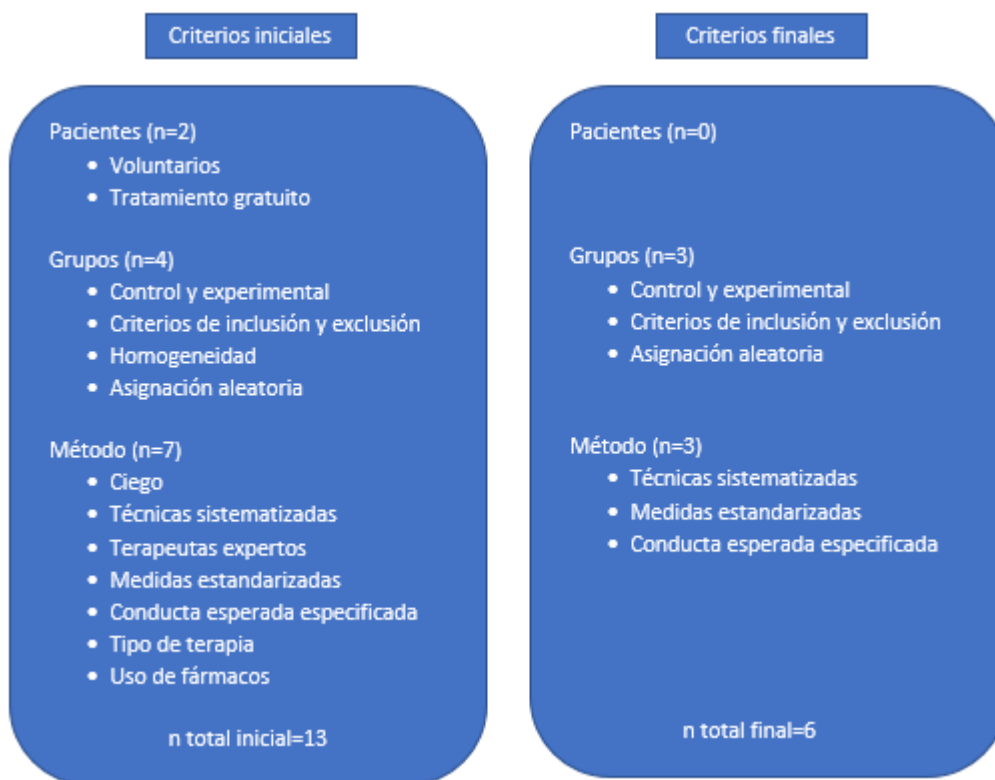 Criterios iniciales
Pacientes (n=2)
• Voluntarios
• Tratamiento gratuito
Grupos (n=4)
• Control y experimental
• Criterios de inclusión y exclusión
• Homogeneidad
• Asignación aleatoria
Método (n=7)
• Ciego
• Técnicas sistematizadas
• Terapeutas expertos
• Medidas estandarizadas
• Conducta esperada especificada
• Tipo de terapia
• Uso de fármacos
n total inicial=13
Criterios finales
Pacientes (n=0)
Grupos (n=3)
• Control y experimental
• Criterios de inclusión y exclusión
• Asignación aleatoria
Método (n=3)
• Técnicas sistematizadas
• Medidas estandarizadas
• Conducta esperada especificada
n total final=6